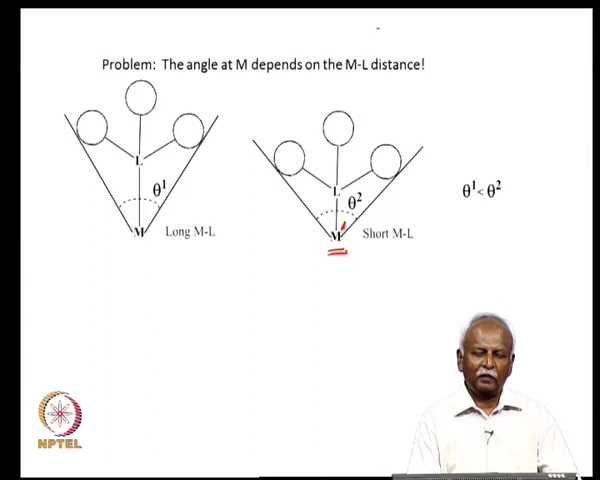 Problem: The angle at M depends on the M-L distance!
L
θ¹
M Long M-L
L
θ²
M Short M-L
θ¹ < θ²
NPTEL